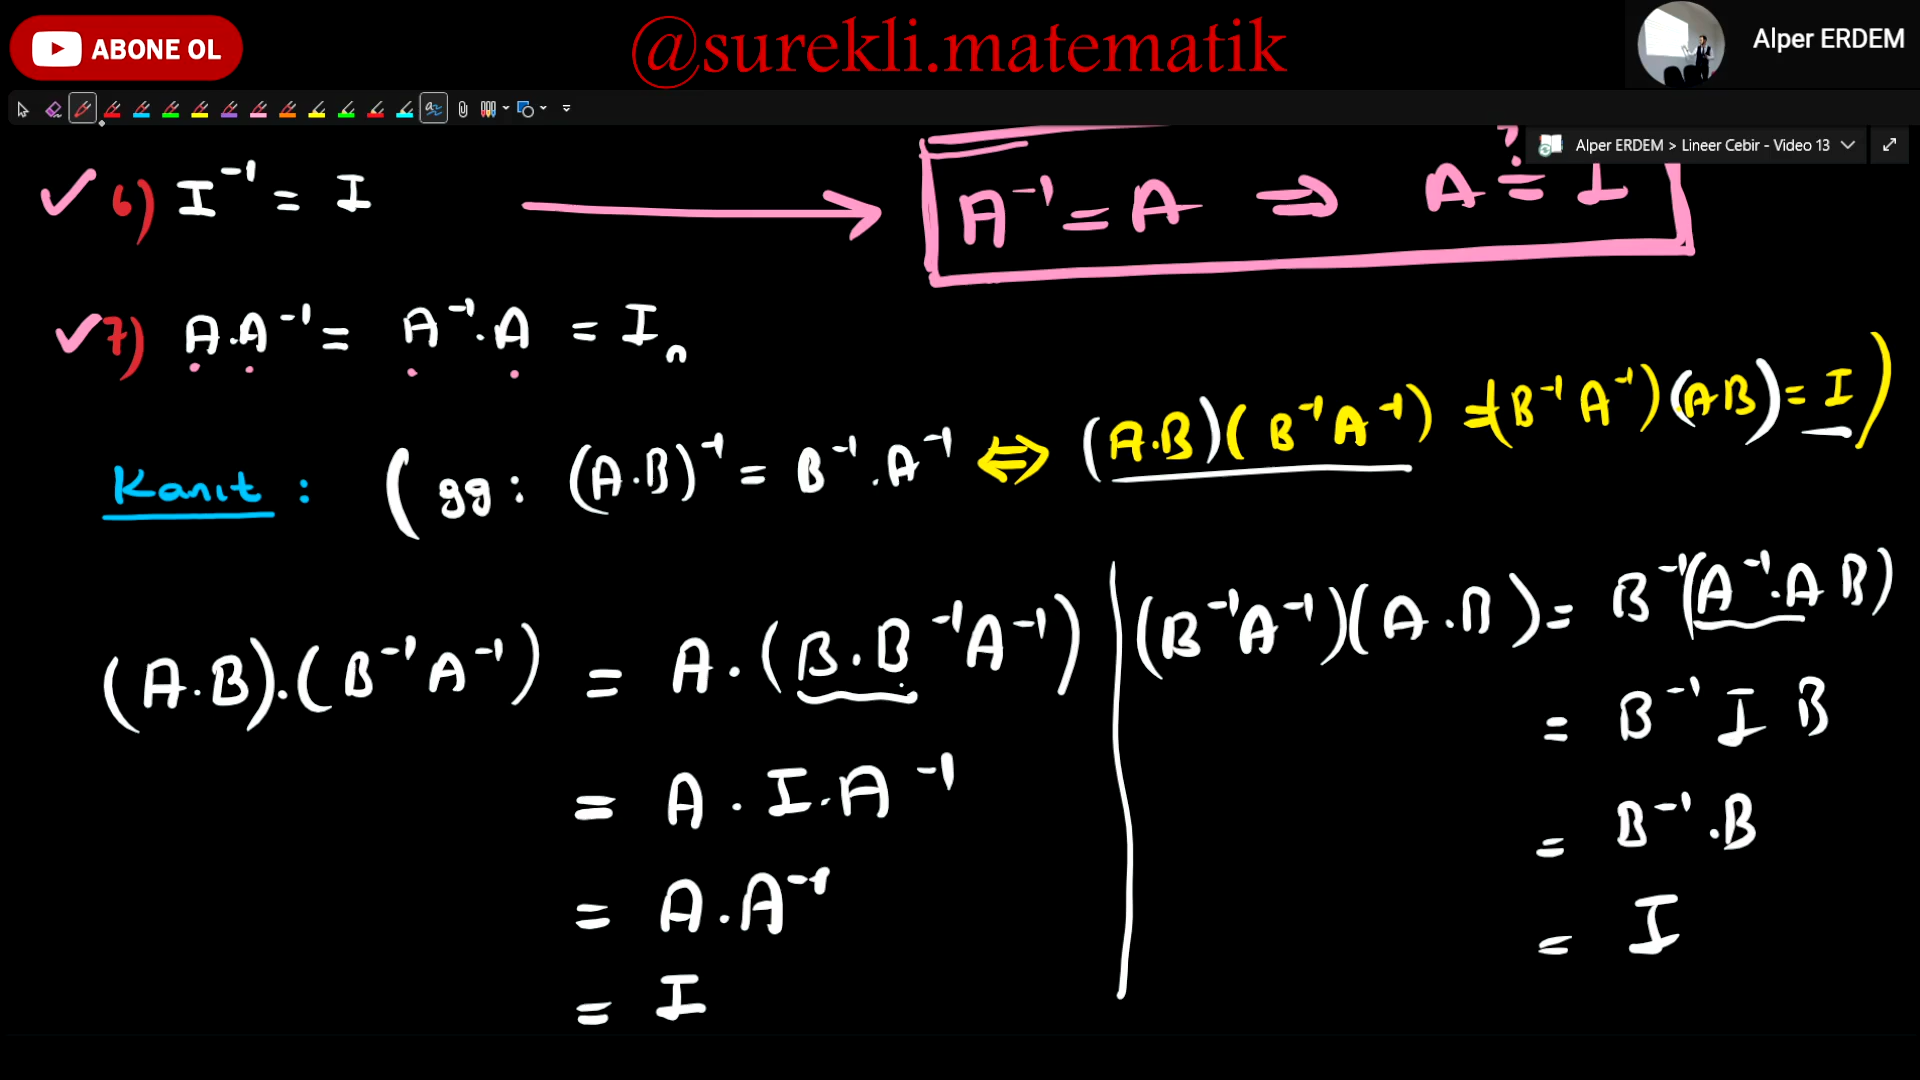 ABONE OL
@surekli.matematik
Alper ERDEM
Alper ERDEM > Lineer Cebir - Video 13
6) I⁻¹ = I
A⁻¹ = A ⇒ A ≟ I
7) A.A⁻¹ = A⁻¹.A = Iₙ
Kanıt : ( gg: (A.B)⁻¹ = B⁻¹.A⁻¹ ⇔ (A.B)(B⁻¹A⁻¹) = (B⁻¹A⁻¹)(AB) = I )
(A.B).(B⁻¹A⁻¹) = A.(B.B⁻¹A⁻¹)
= A.I.A⁻¹
= A.A⁻¹
= I
(B⁻¹A⁻¹)(A.B) = B⁻¹(A⁻¹.A B)
= B⁻¹ I B
= B⁻¹.B
= I